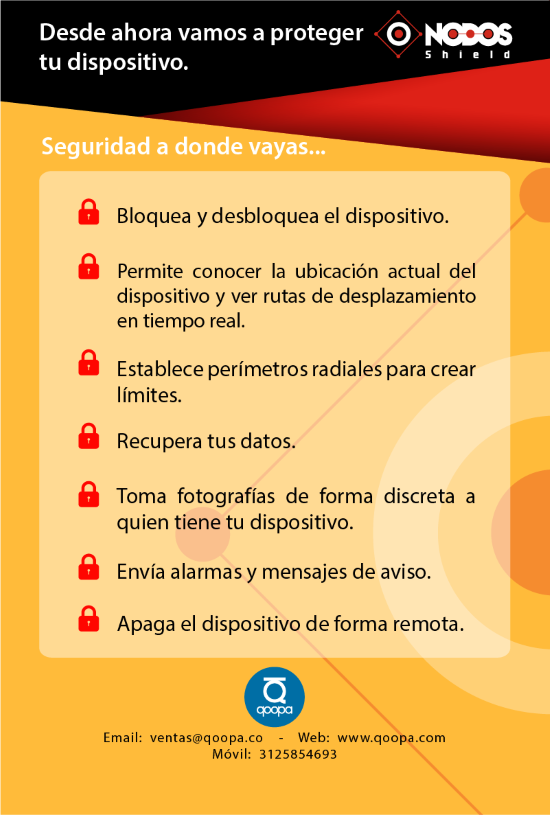 Desde ahora vamos a proteger
tu dispositivo.
NODOS
Shield
Seguridad a donde vayas...
Bloquea y desbloquea el dispositivo.
Permite conocer la ubicación actual del
dispositivo y ver rutas de desplazamiento
en tiempo real.
Establece perímetros radiales para crear
límites.
Recupera tus datos.
Toma fotografías de forma discreta a
quien tiene tu dispositivo.
Envía alarmas y mensajes de aviso.
Apaga el dispositivo de forma remota.
qoopa
Email: ventas@qoopa.co - Web: www.qoopa.com
Móvil: 3125854693